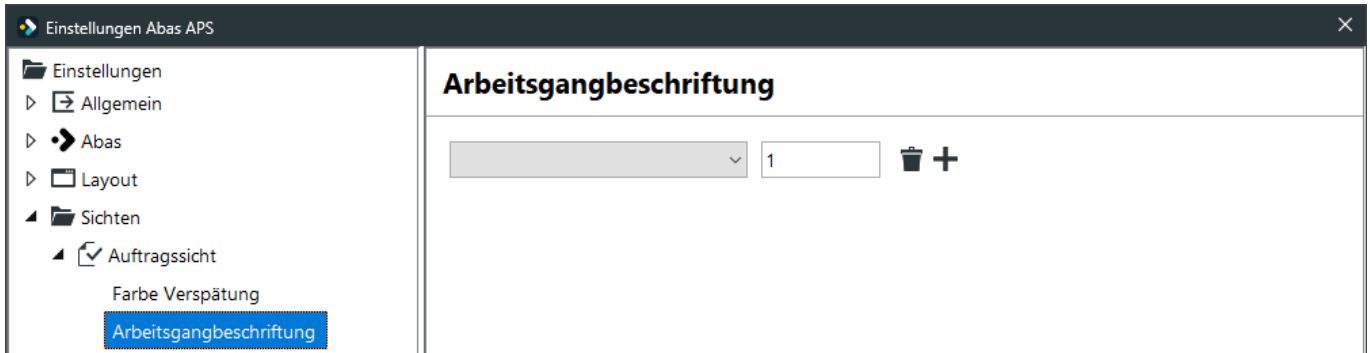 Einstellungen Abas APS
Einstellungen
Allgemein
Abas
Layout
Sichten
Auftragssicht
Farbe Verspätung
Arbeitsgangbeschriftung
Arbeitsgangbeschriftung
1